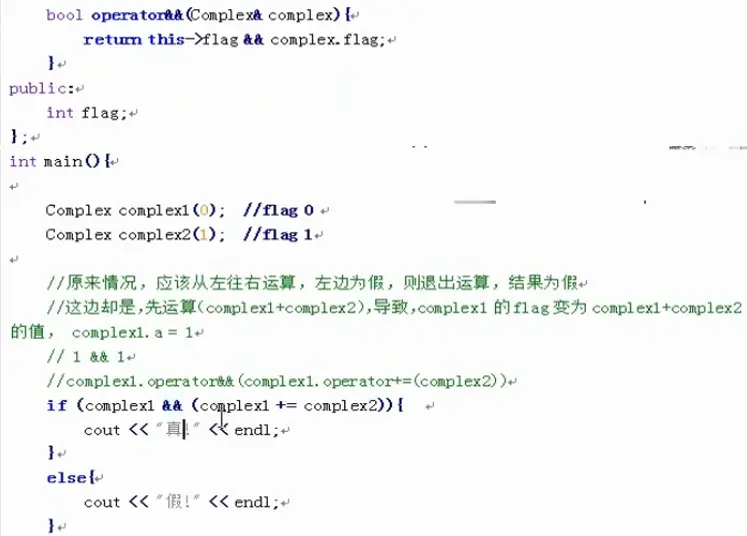 bool operator&&(Complex& complex){
return this->flag && complex.flag;
}
public:
int flag;
};
int main(){
Complex complex1(0);  //flag 0
Complex complex2(1);  //flag 1
//原来情况，应该从左往右运算，左边为假，则退出运算，结果为假
//这边却是,先运算(complex1+complex2),导致,complex1 的flag变为 complex1+complex2
的值， complex1.a = 1
// 1 && 1
//complex1.operator&&(complex1.operator+=(complex2))
if (complex1 && (complex1 += complex2)){
cout << "真!" << endl;
}
else{
cout << "假!" << endl;
}